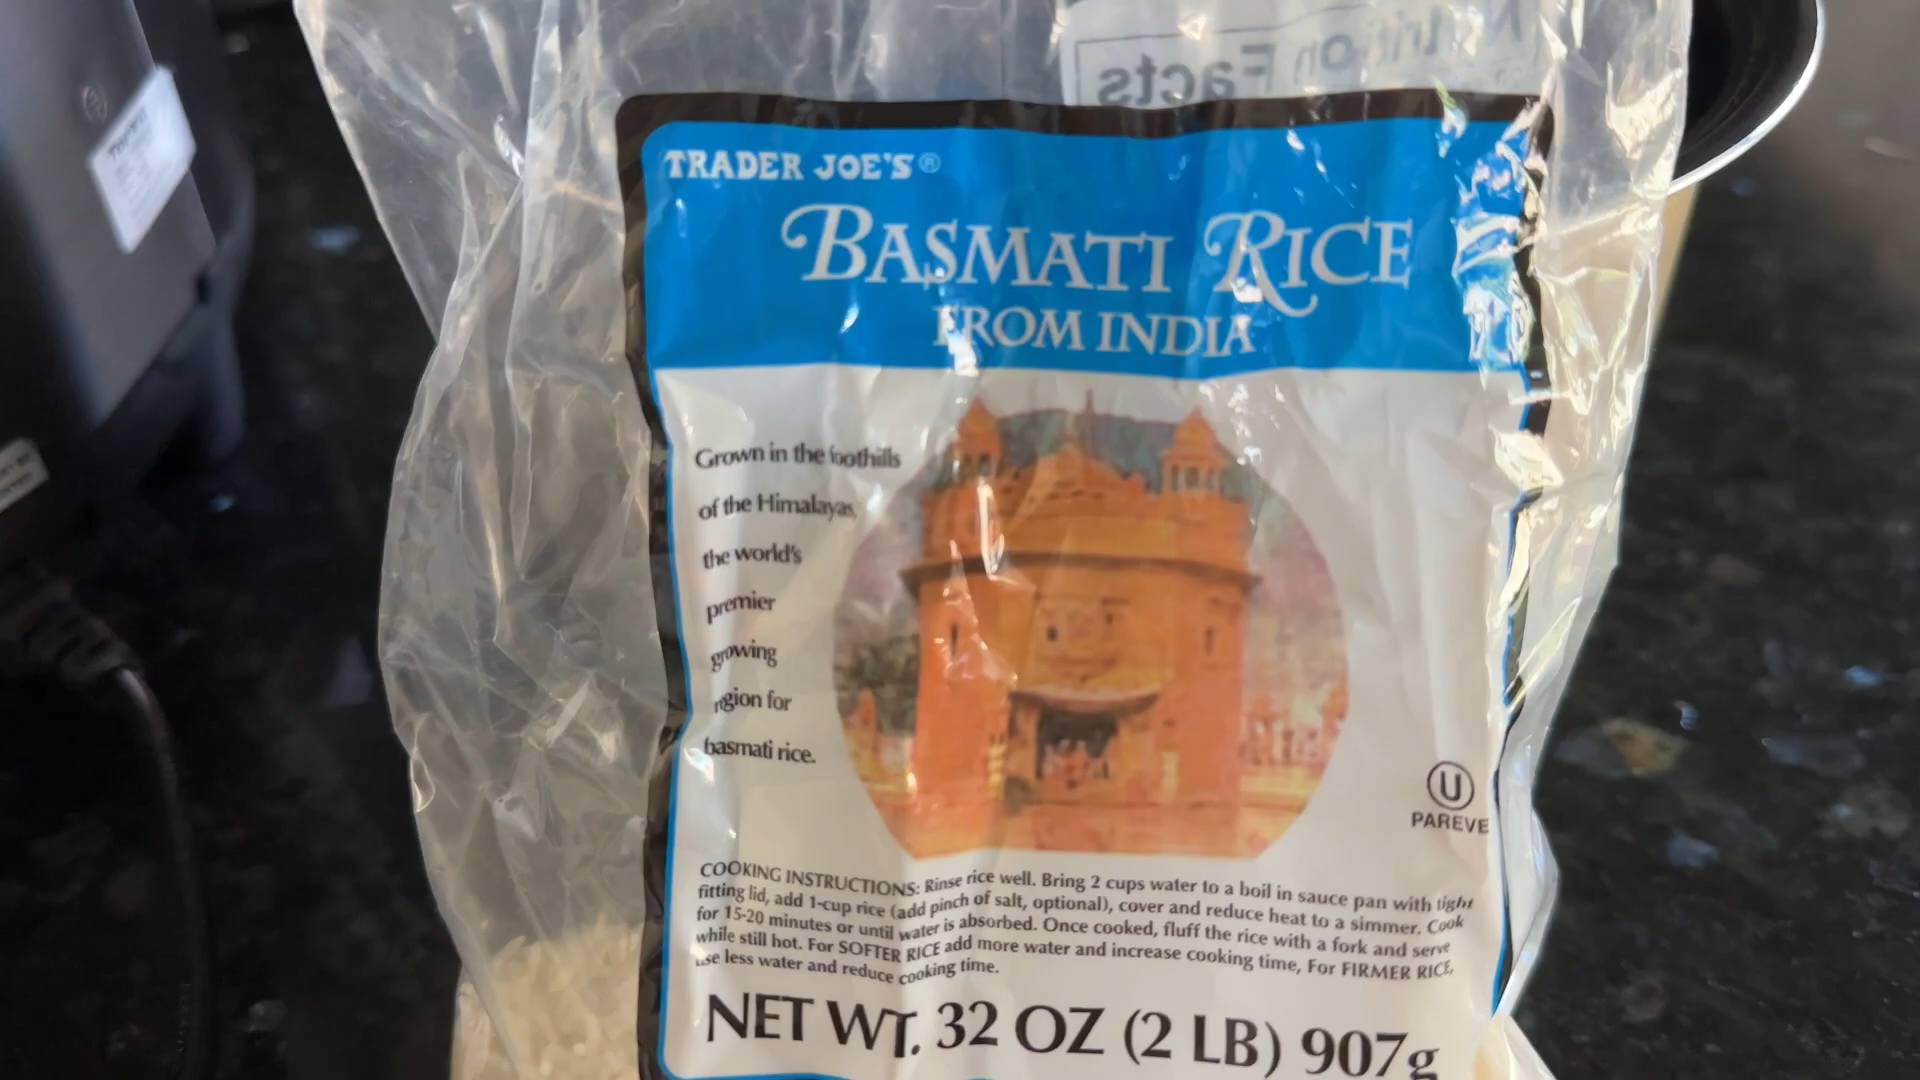 Nutrition
Facts
TRADER JOE'S®
BASMATI RICE
FROM INDIA
Grown in the foothills
of the Himalayas,
the world's
premier
growing
region for
basmati rice.
U
PAREVE
COOKING INSTRUCTIONS: Rinse rice well. Bring 2 cups water to a boil in sauce pan with tight
fitting lid, add 1-cup rice (add pinch of salt, optional), cover and reduce heat to a simmer. Cook
for 15-20 minutes or until water is absorbed. Once cooked, fluff the rice with a fork and serve
while still hot. For SOFTER RICE add more water and increase cooking time, For FIRMER RICE,
use less water and reduce cooking time.
NET WT. 32 OZ (2 LB) 907g